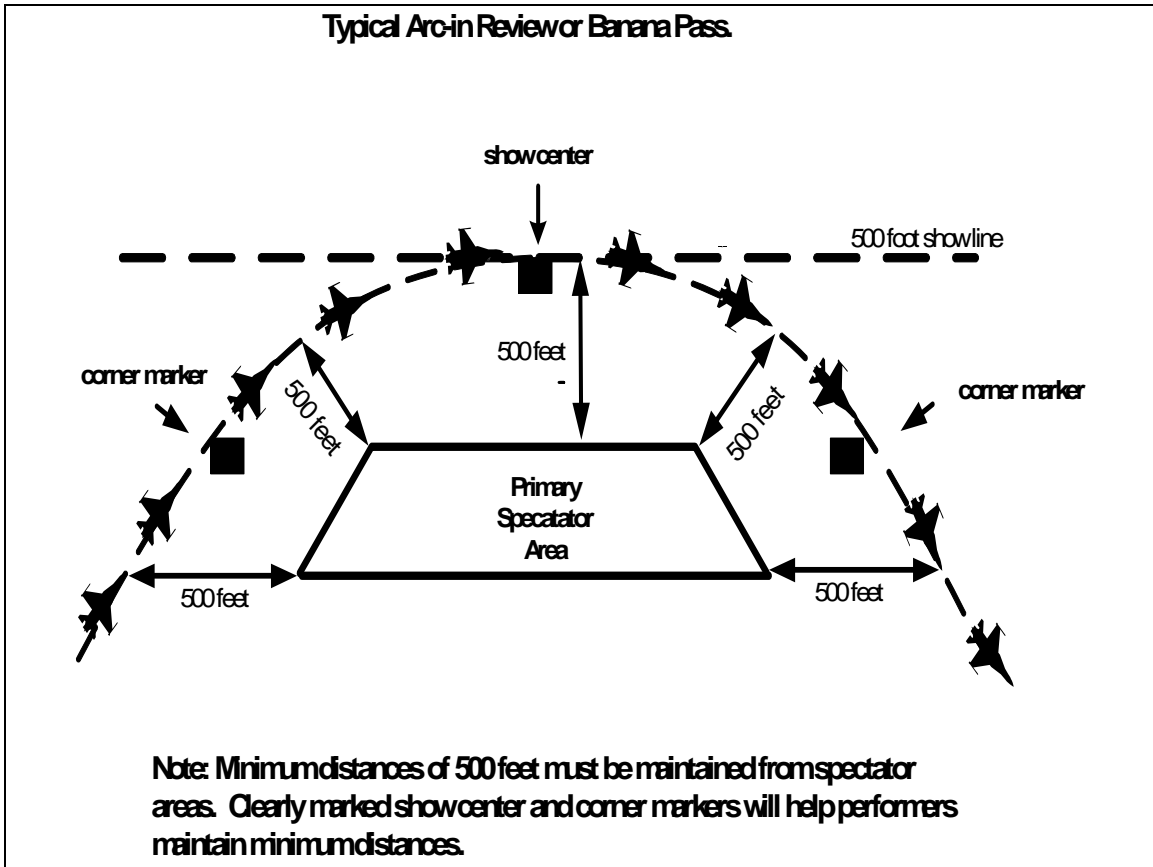 Typical Arc-in Review or Banana Pass.
show center
500 foot showline
500 feet
corner marker
corner marker
500 feet
500 feet
Primary
Specatator
Area
500 feet
500 feet
Note: Minimum distances of 500 feet must be maintained from spectator
areas. Clearly marked show center and corner markers will help performers
maintain minimum distances.